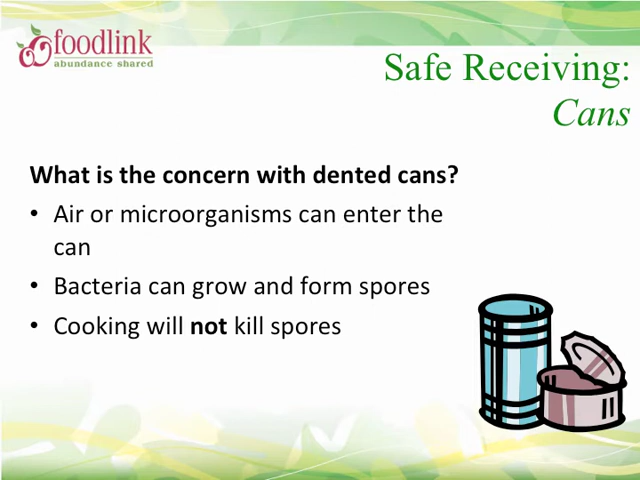 foodlink
abundance shared
Safe Receiving:
Cans
What is the concern with dented cans?
• Air or microorganisms can enter the
can
• Bacteria can grow and form spores
• Cooking will not kill spores